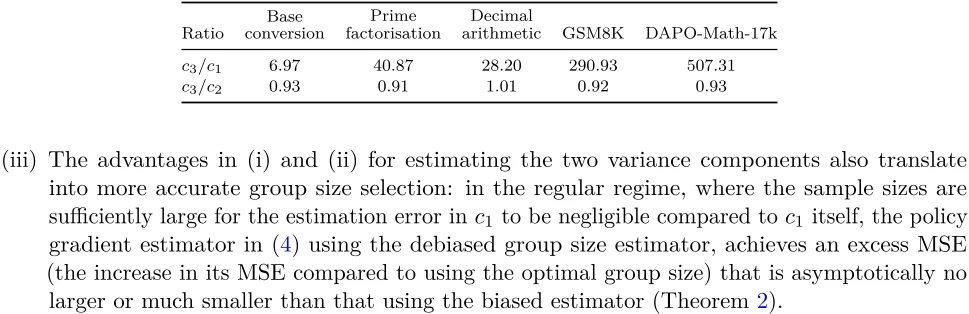 Ratio Base conversion Prime factorisation Decimal arithmetic GSM8K DAPO-Math-17k
c3/c1 6.97 40.87 28.20 290.93 507.31
c3/c2 0.93 0.91 1.01 0.92 0.93
(iii) The advantages in (i) and (ii) for estimating the two variance components also translate
into more accurate group size selection: in the regular regime, where the sample sizes are
sufficiently large for the estimation error in c1 to be negligible compared to c1 itself, the policy
gradient estimator in (4) using the debiased group size estimator, achieves an excess MSE
(the increase in its MSE compared to using the optimal group size) that is asymptotically no
larger or much smaller than that using the biased estimator (Theorem 2).